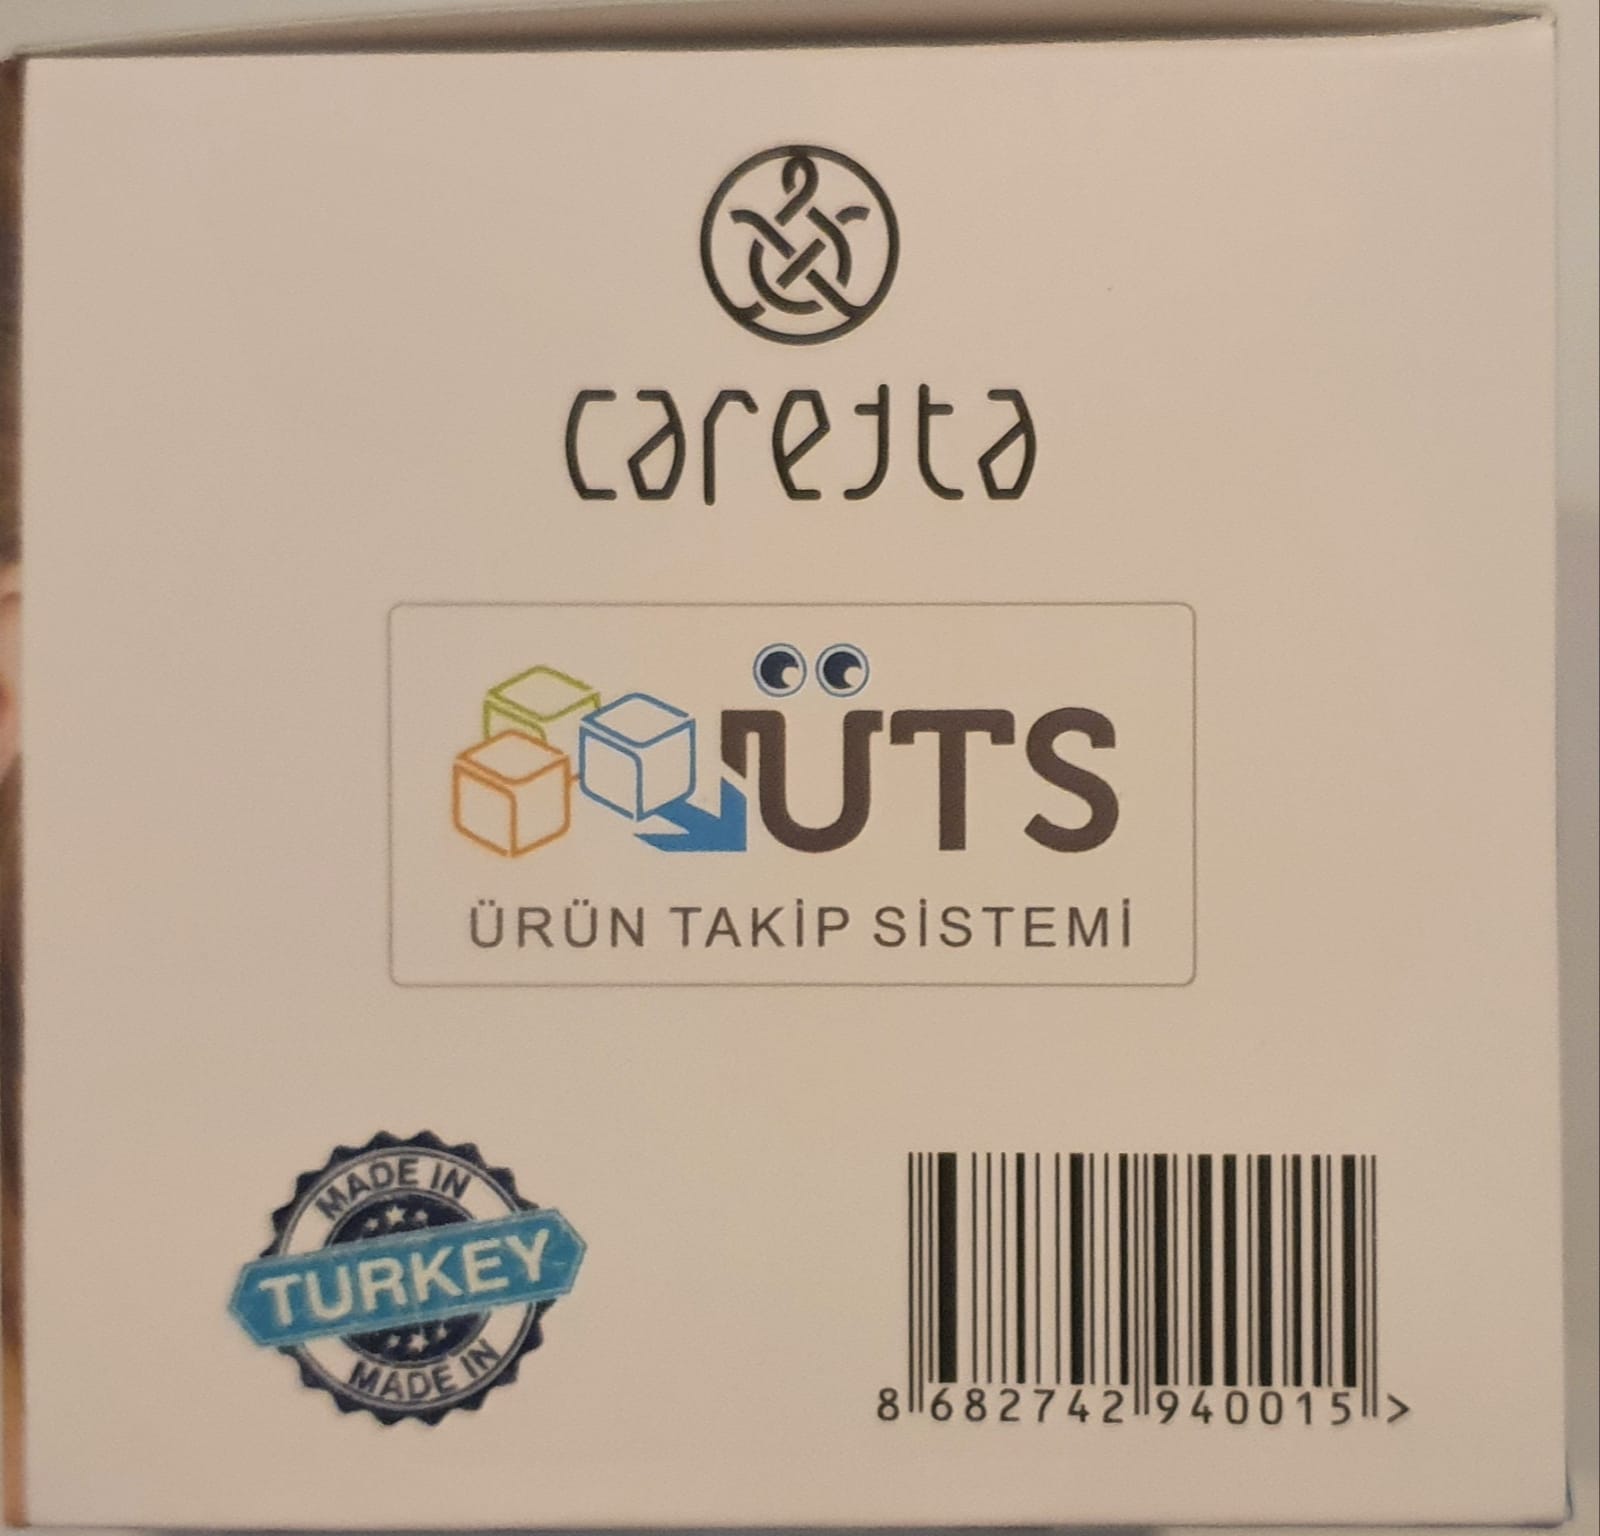 caretta
ÜTS
ÜRÜN TAKİP SİSTEMİ
MADE IN
TURKEY
MADE IN
8 682742 940015 >